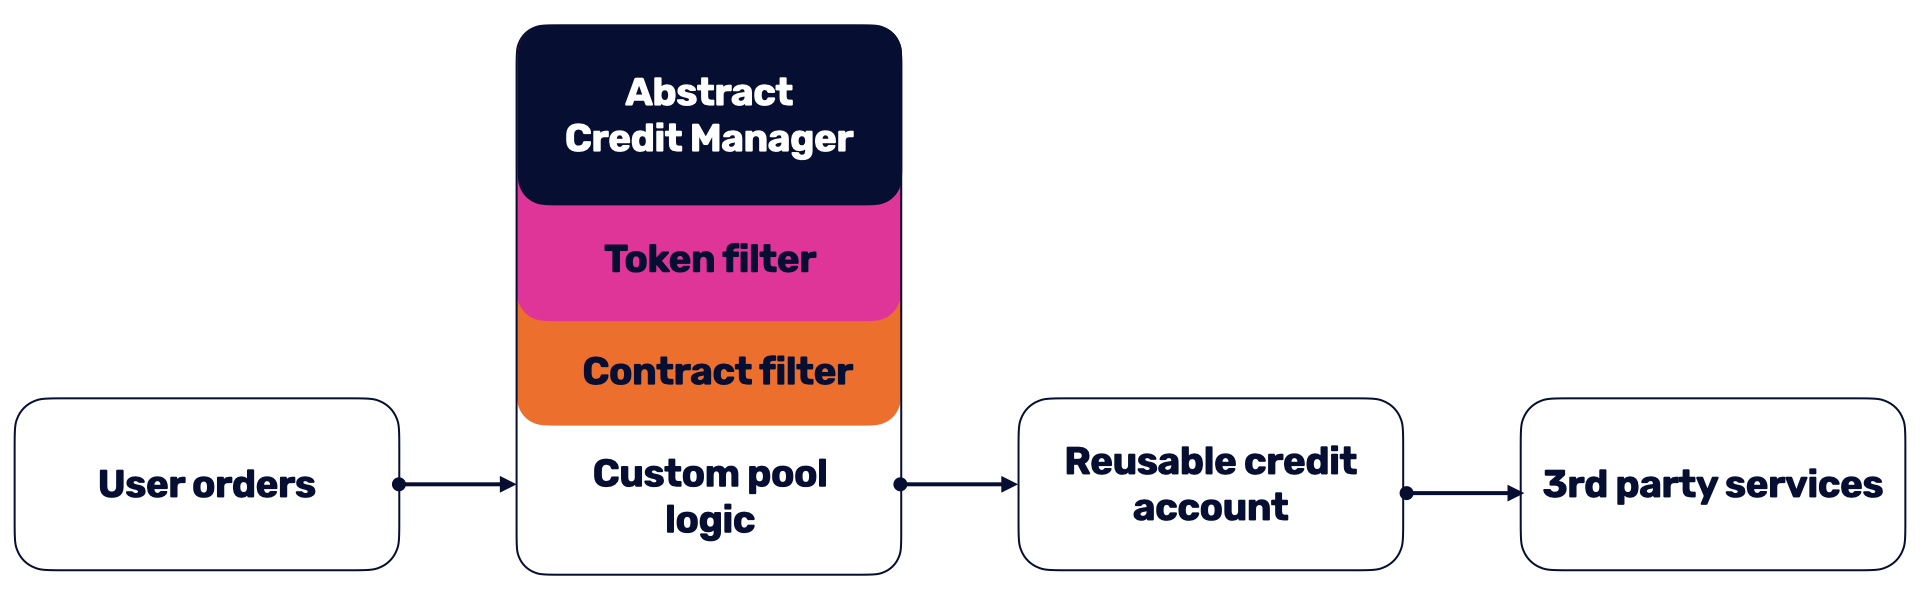 Abstract
Credit Manager
Token filter
Contract filter
Custom pool
logic
User orders
Reusable credit
account
3rd party services